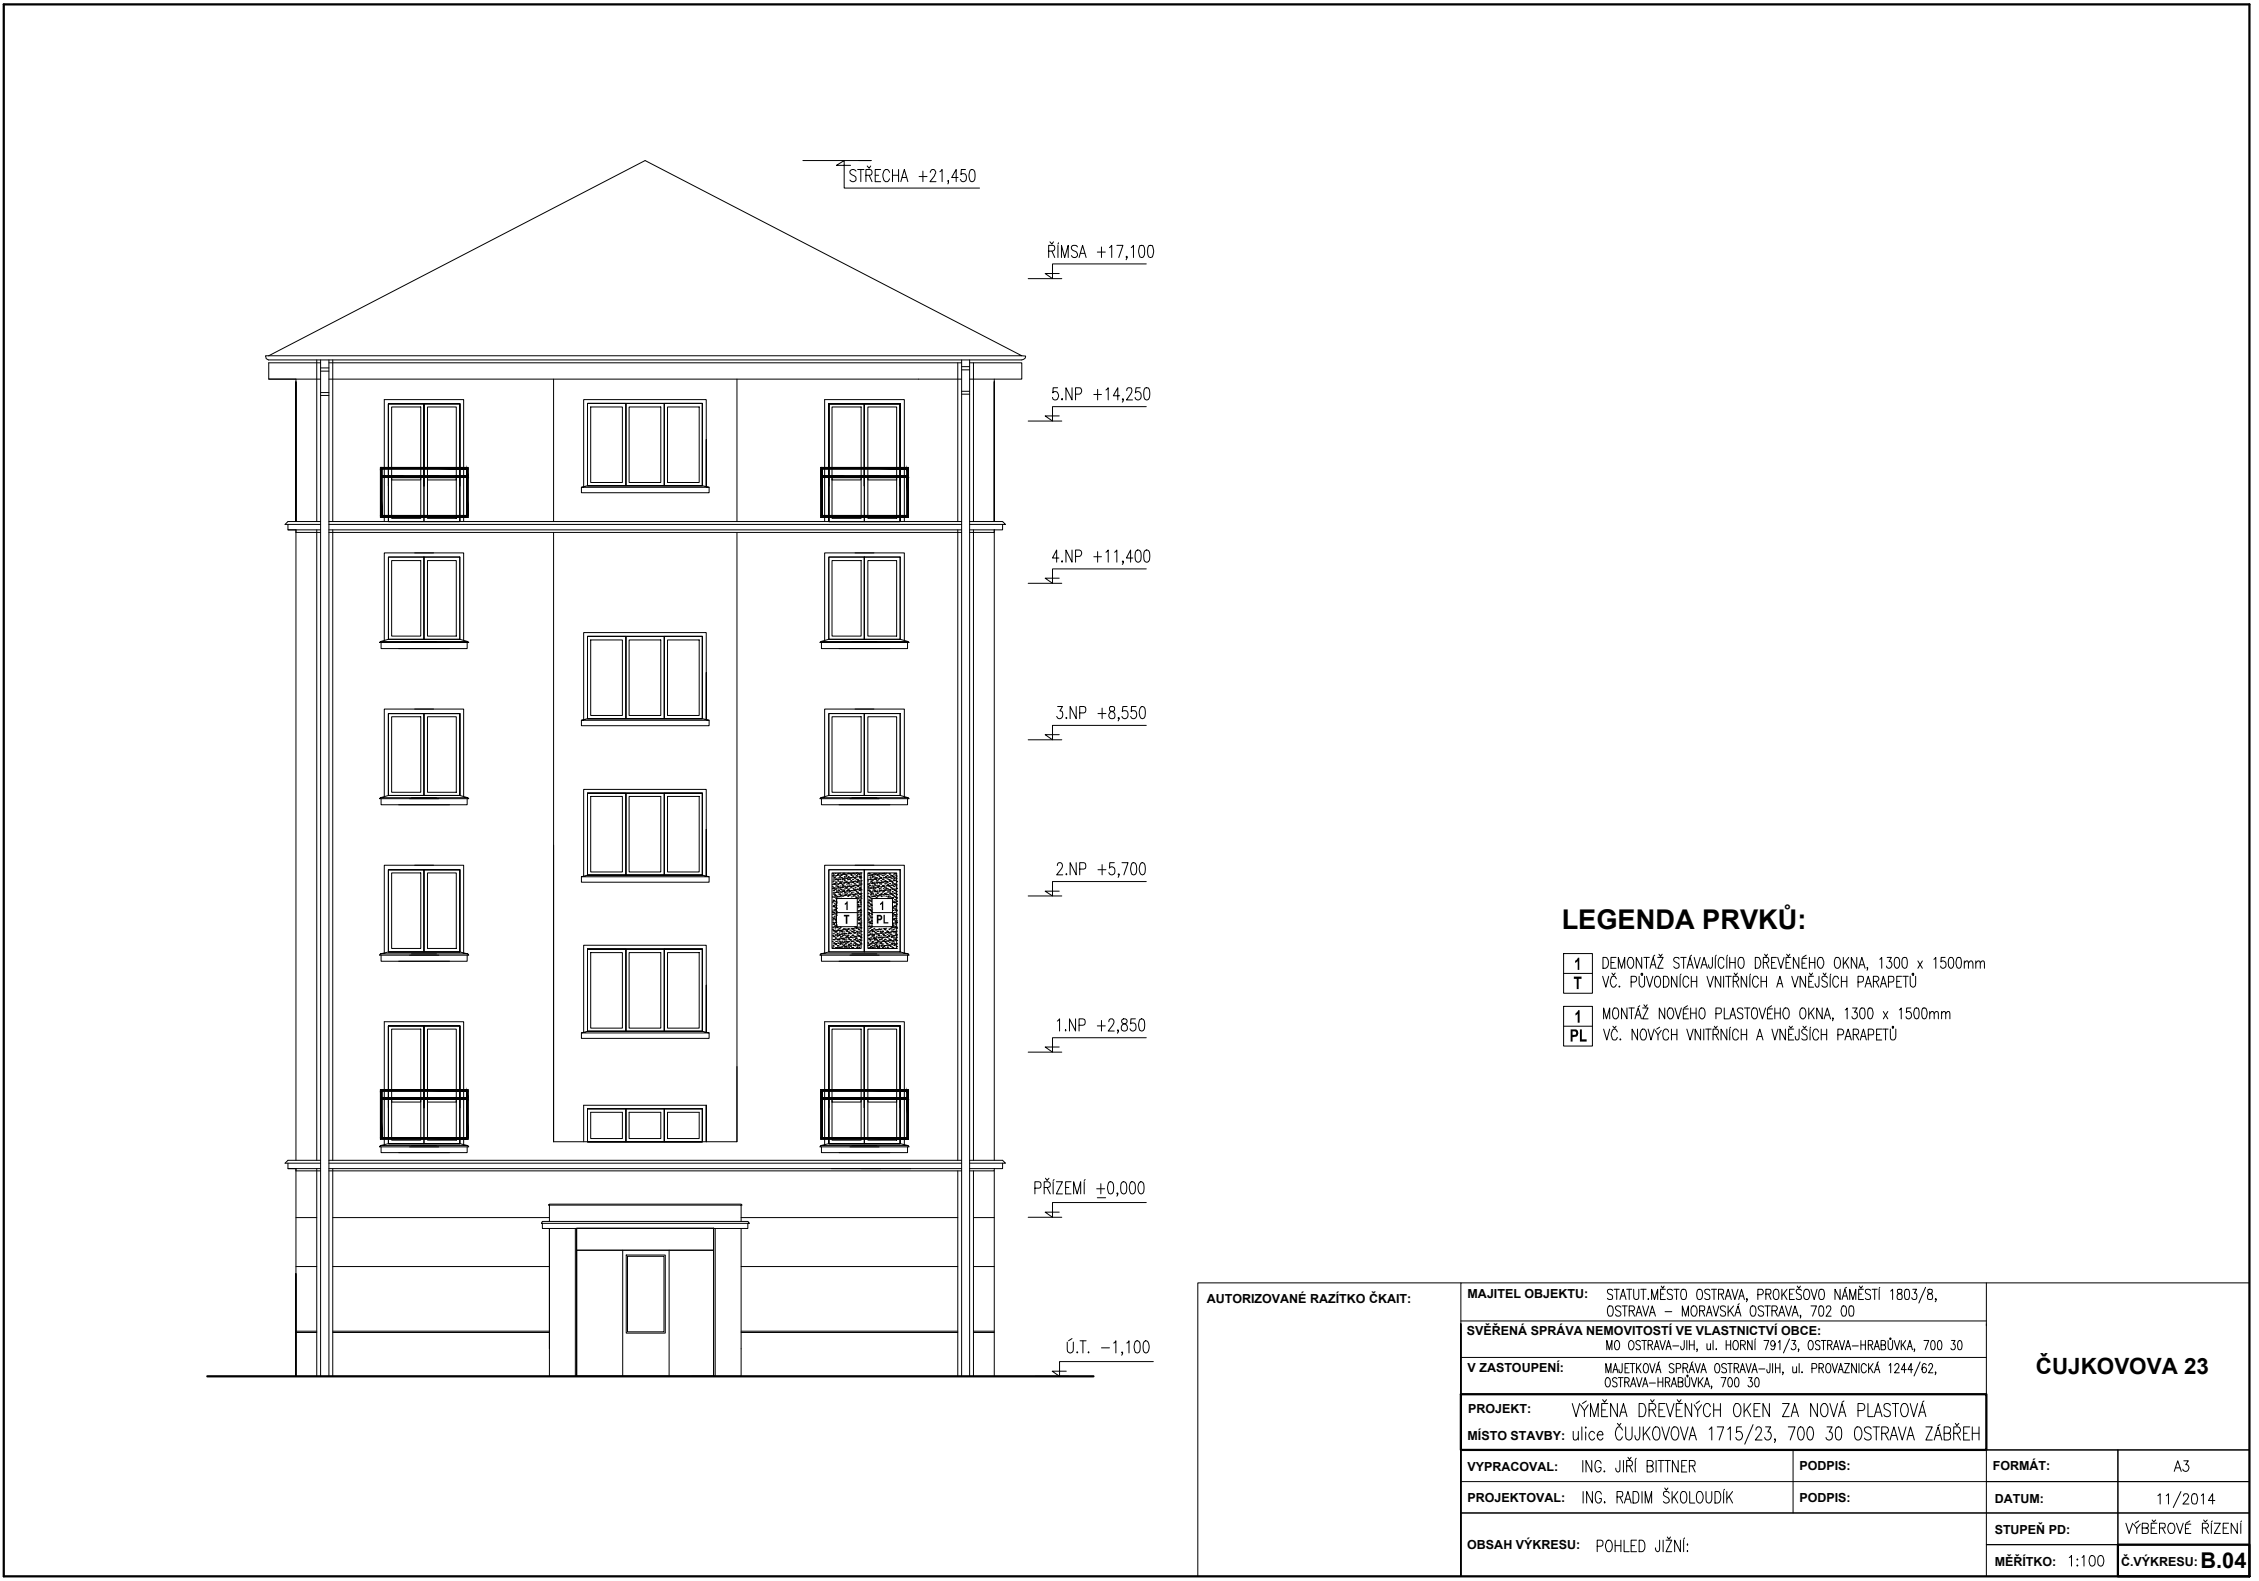 STŘECHA +21,450
ŘÍMSA +17,100
5.NP +14,250
4.NP +11,400
3.NP +8,550
2.NP +5,700
1 1
T PL
1.NP +2,850
PŘÍZEMÍ ±0,000
Ú.T. −1,100
LEGENDA PRVKŮ:
1 DEMONTÁŽ STÁVAJÍCÍHO DŘEVĚNÉHO OKNA, 1300 x 1500mm
T VČ. PŮVODNÍCH VNITŘNÍCH A VNĚJŠÍCH PARAPETŮ
1 MONTÁŽ NOVÉHO PLASTOVÉHO OKNA, 1300 x 1500mm
PL VČ. NOVÝCH VNITŘNÍCH A VNĚJŠÍCH PARAPETŮ
AUTORIZOVANÉ RAZÍTKO ČKAIT:
MAJITEL OBJEKTU: STATUT.MĚSTO OSTRAVA, PROKEŠOVO NÁMĚSTÍ 1803/8,
OSTRAVA − MORAVSKÁ OSTRAVA, 702 00
SVĚŘENÁ SPRÁVA NEMOVITOSTÍ VE VLASTNICTVÍ OBCE:
MO OSTRAVA−JIH, ul. HORNÍ 791/3, OSTRAVA−HRABŮVKA, 700 30
V ZASTOUPENÍ: MAJETKOVÁ SPRÁVA OSTRAVA−JIH, ul. PROVAZNICKÁ 1244/62,
OSTRAVA−HRABŮVKA, 700 30
ČUJKOVOVA 23
PROJEKT: VÝMĚNA DŘEVĚNÝCH OKEN ZA NOVÁ PLASTOVÁ
MÍSTO STAVBY: ulice ČUJKOVOVA 1715/23, 700 30 OSTRAVA ZÁBŘEH
VYPRACOVAL: ING. JIŘÍ BITTNER PODPIS: FORMÁT: A3
PROJEKTOVAL: ING. RADIM ŠKOLOUDÍK PODPIS: DATUM: 11/2014
OBSAH VÝKRESU: POHLED JIŽNÍ:
STUPEŇ PD: VÝBĚROVÉ ŘÍZENÍ
MĚŘÍTKO: 1:100 Č.VÝKRESU: B.04